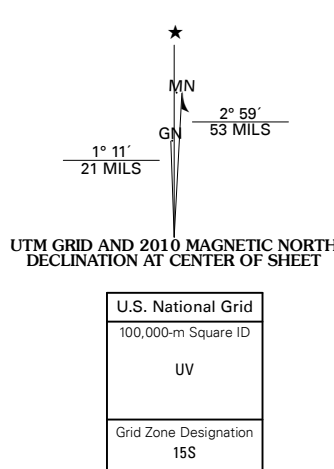 ★
MN
GN
2° 59´
53 MILS
1° 11´
21 MILS
UTM GRID AND 2010 MAGNETIC NORTH
DECLINATION AT CENTER OF SHEET
U.S. National Grid
100,000-m Square ID
UV
Grid Zone Designation
15S